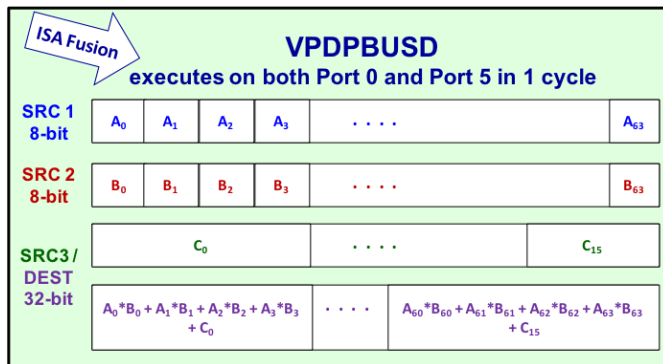 ISA Fusion
VPDPBUSD
executes on both Port 0 and Port 5 in 1 cycle
SRC 1 8-bit
A₀ A₁ A₂ A₃ . . . . A₆₃
SRC 2 8-bit
B₀ B₁ B₂ B₃ . . . . B₆₃
SRC3 / DEST 32-bit
C₀ . . . . C₁₅
A₀*B₀ + A₁*B₁ + A₂*B₂ + A₃*B₃ + C₀ . . . . A₆₀*B₆₀ + A₆₁*B₆₁ + A₆₂*B₆₂ + A₆₃*B₆₃ + C₁₅